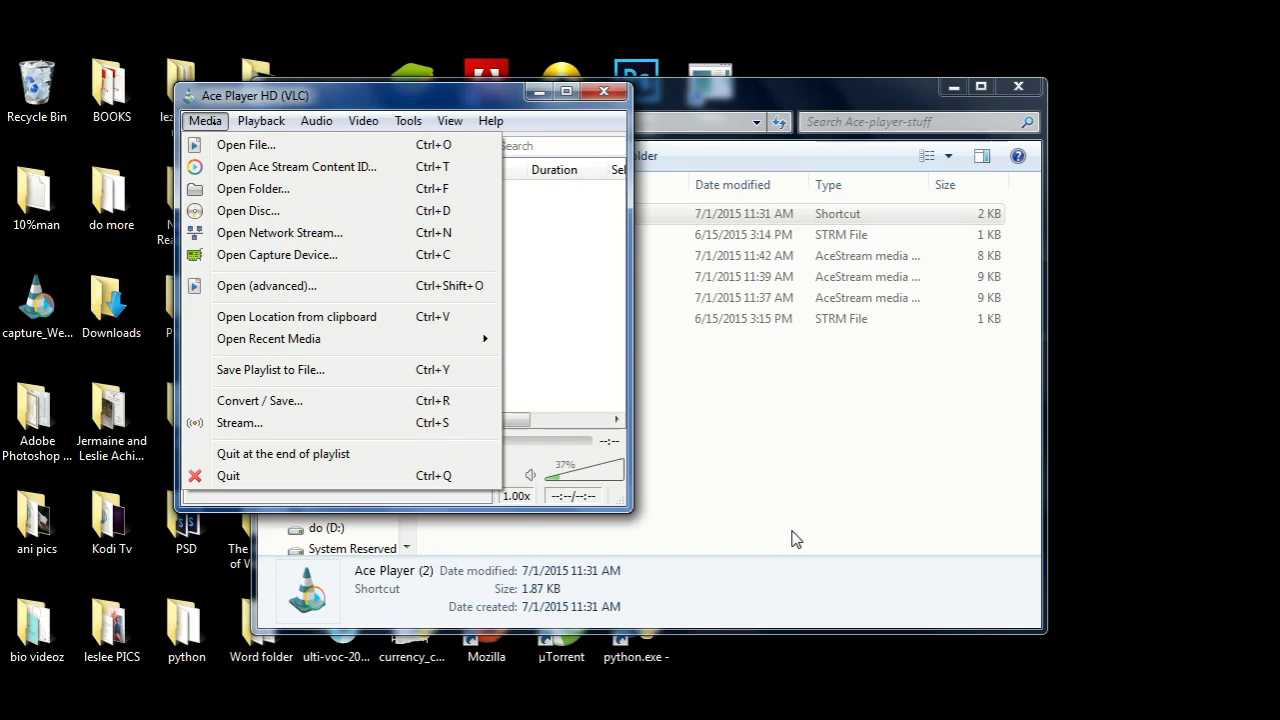 Recycle Bin
BOOKS
10%man
do more
capture_We...
Downloads
Adobe
Photoshop ...
Jermaine and
Leslie Achi...
ani pics
Kodi Tv
PSD
bio videoz
leslee PICS
python
Word folder
ulti-voc-20...
currency_c...
Mozilla
µTorrent
python.exe -
Ps
Ace Player HD (VLC)
Media Playback Audio Video Tools View Help
Open File... Ctrl+O
Open Ace Stream Content ID... Ctrl+T
Open Folder... Ctrl+F
Open Disc... Ctrl+D
Open Network Stream... Ctrl+N
Open Capture Device... Ctrl+C
Open (advanced)... Ctrl+Shift+O
Open Location from clipboard Ctrl+V
Open Recent Media
Save Playlist to File... Ctrl+Y
Convert / Save... Ctrl+R
Stream... Ctrl+S
Quit at the end of playlist
Quit Ctrl+Q
Search
Duration
--:--
37%
1.00x --:--/--:--
Search Ace-player-stuff
Date modified Type Size
7/1/2015 11:31 AM Shortcut 2 KB
6/15/2015 3:14 PM STRM File 1 KB
7/1/2015 11:42 AM AceStream media ... 8 KB
7/1/2015 11:39 AM AceStream media ... 9 KB
7/1/2015 11:37 AM AceStream media ... 9 KB
6/15/2015 3:15 PM STRM File 1 KB
do (D:)
System Reserved
Ace Player (2) Date modified: 7/1/2015 11:31 AM
Shortcut Size: 1.87 KB
Date created: 7/1/2015 11:31 AM